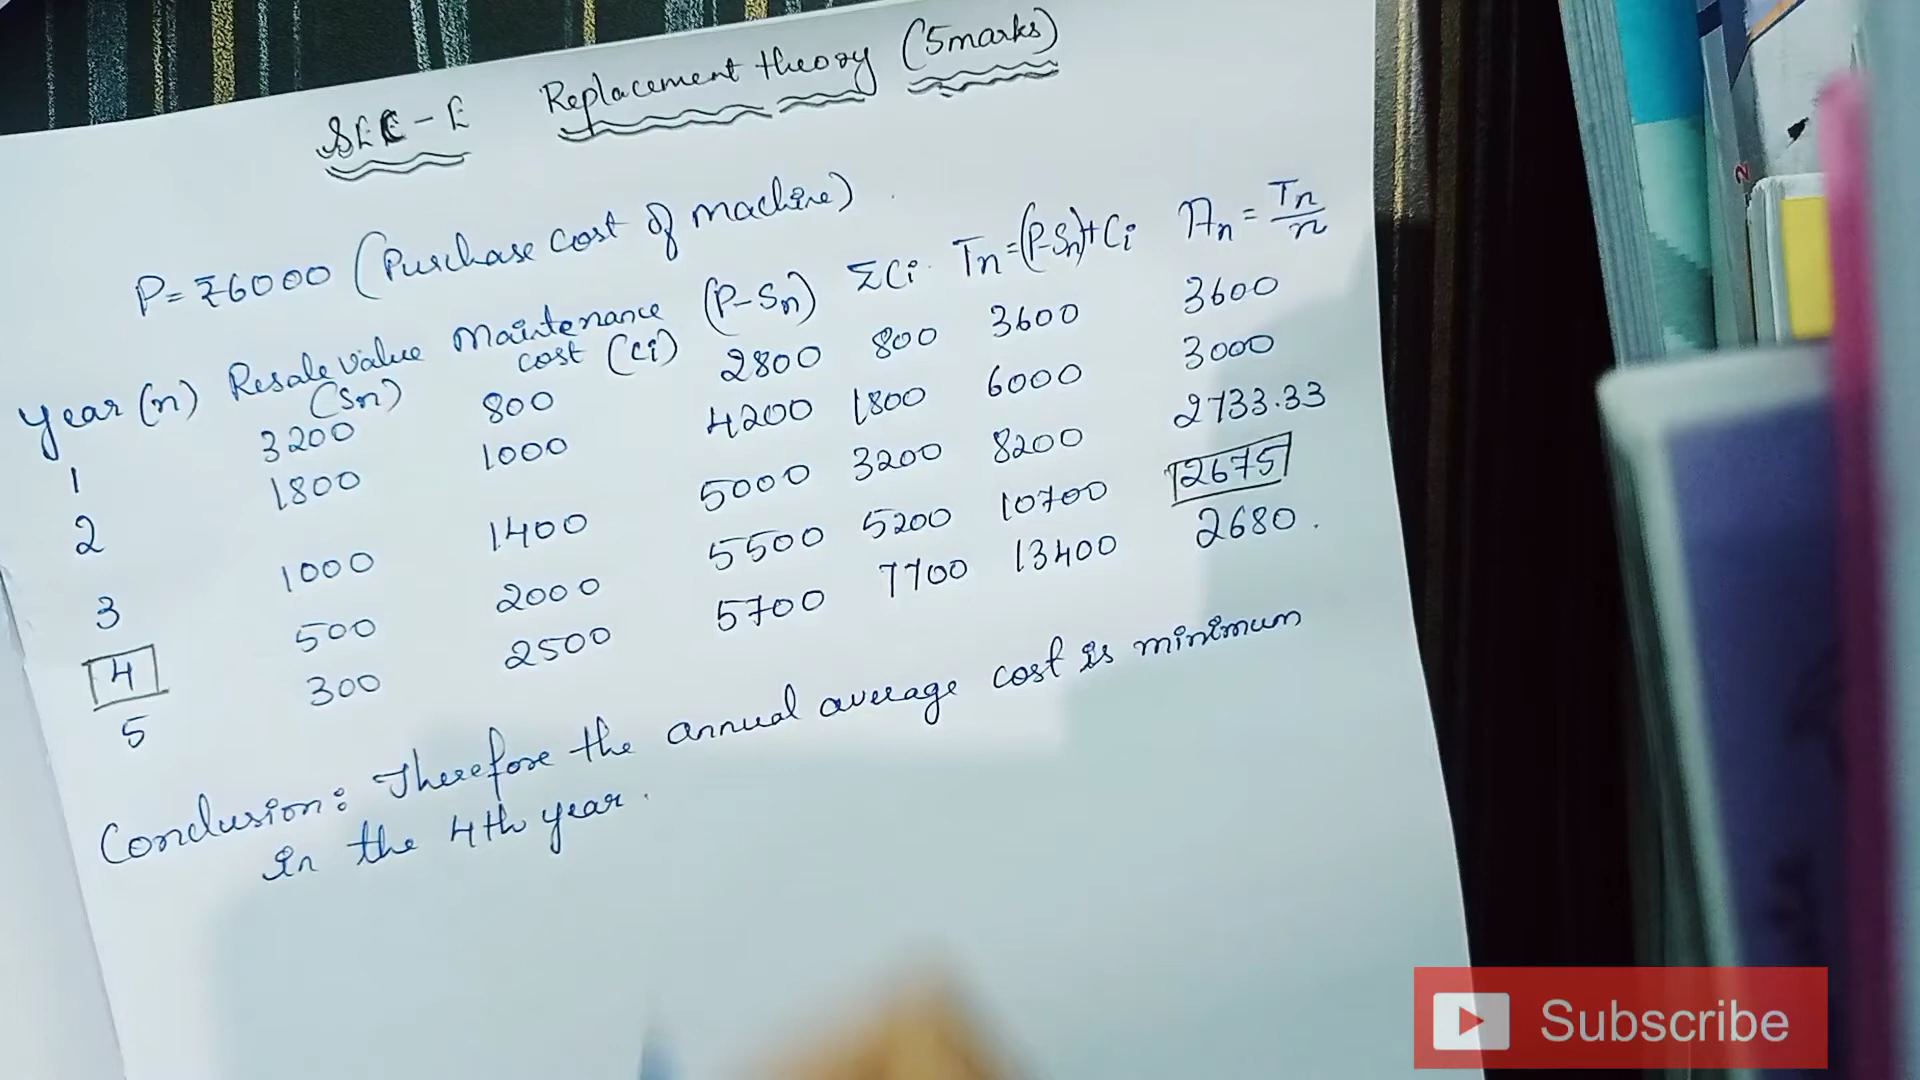 SEC - E Replacement theory (5marks)
P = ₹6000 (Purchase cost of machine)
Year (n) Resale value (Sn) Maintenance cost (Ci) (P-Sn) ΣCi Tn=(P-Sn)+Ci An = Tn/n
1 3200 800 2800 800 3600 3600
2 1800 1000 4200 1800 6000 3000
3 1000 1400 5000 3200 8200 2733.33
4 500 2000 5500 5200 10700 2675
5 300 2500 5700 7700 13400 2680.
Conclusion: Therefore the annual average cost is minimum
in the 4th year.
Subscribe